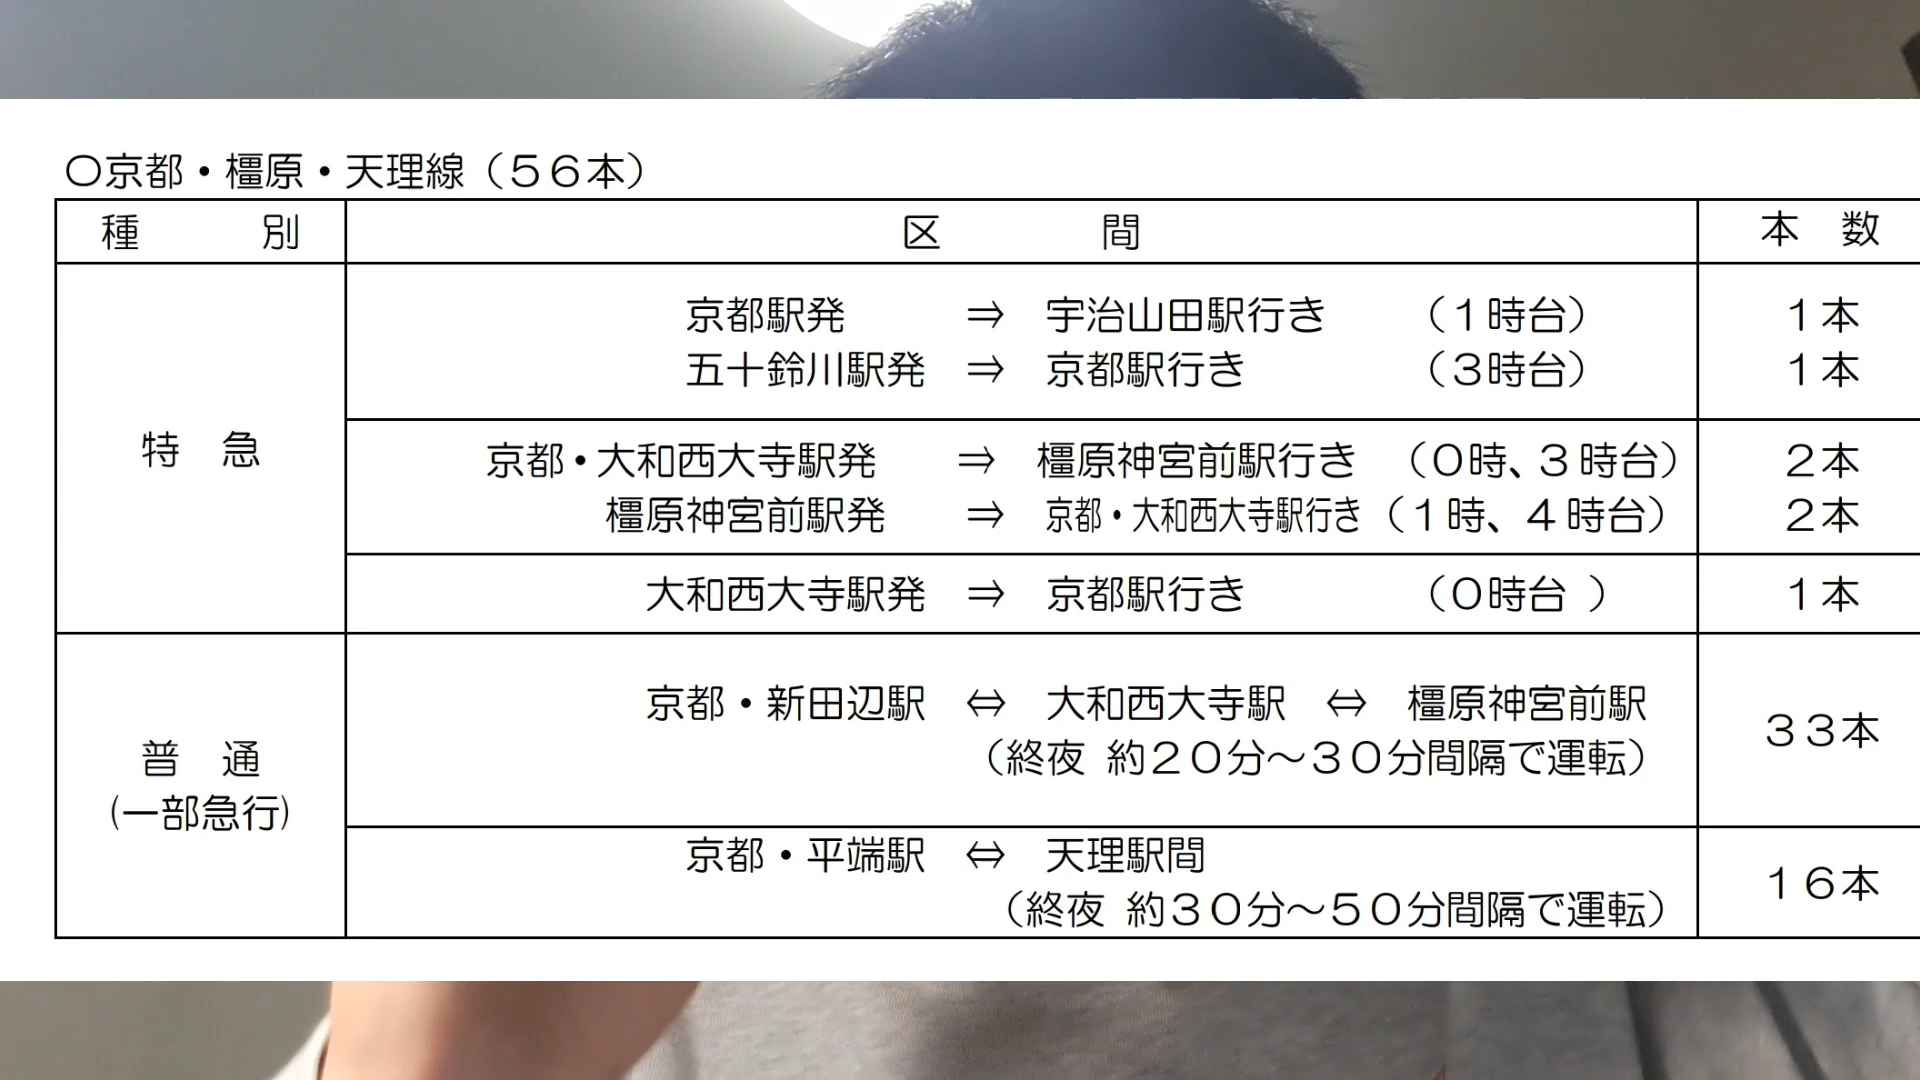 〇京都・橿原・天理線（５６本）
種別 区間 本数
京都駅発 ⇒ 宇治山田駅行き （１時台） １本
五十鈴川駅発 ⇒ 京都駅行き （３時台） １本
特急
京都・大和西大寺駅発 ⇒ 橿原神宮前駅行き （０時、３時台） ２本
橿原神宮前駅発 ⇒ 京都・大和西大寺駅行き （１時、４時台） ２本
大和西大寺駅発 ⇒ 京都駅行き （０時台 ） １本
普通
(一部急行)
京都・新田辺駅 ⇔ 大和西大寺駅 ⇔ 橿原神宮前駅
（終夜 約２０分～３０分間隔で運転）
３３本
京都・平端駅 ⇔ 天理駅間
（終夜 約３０分～５０分間隔で運転）
１６本